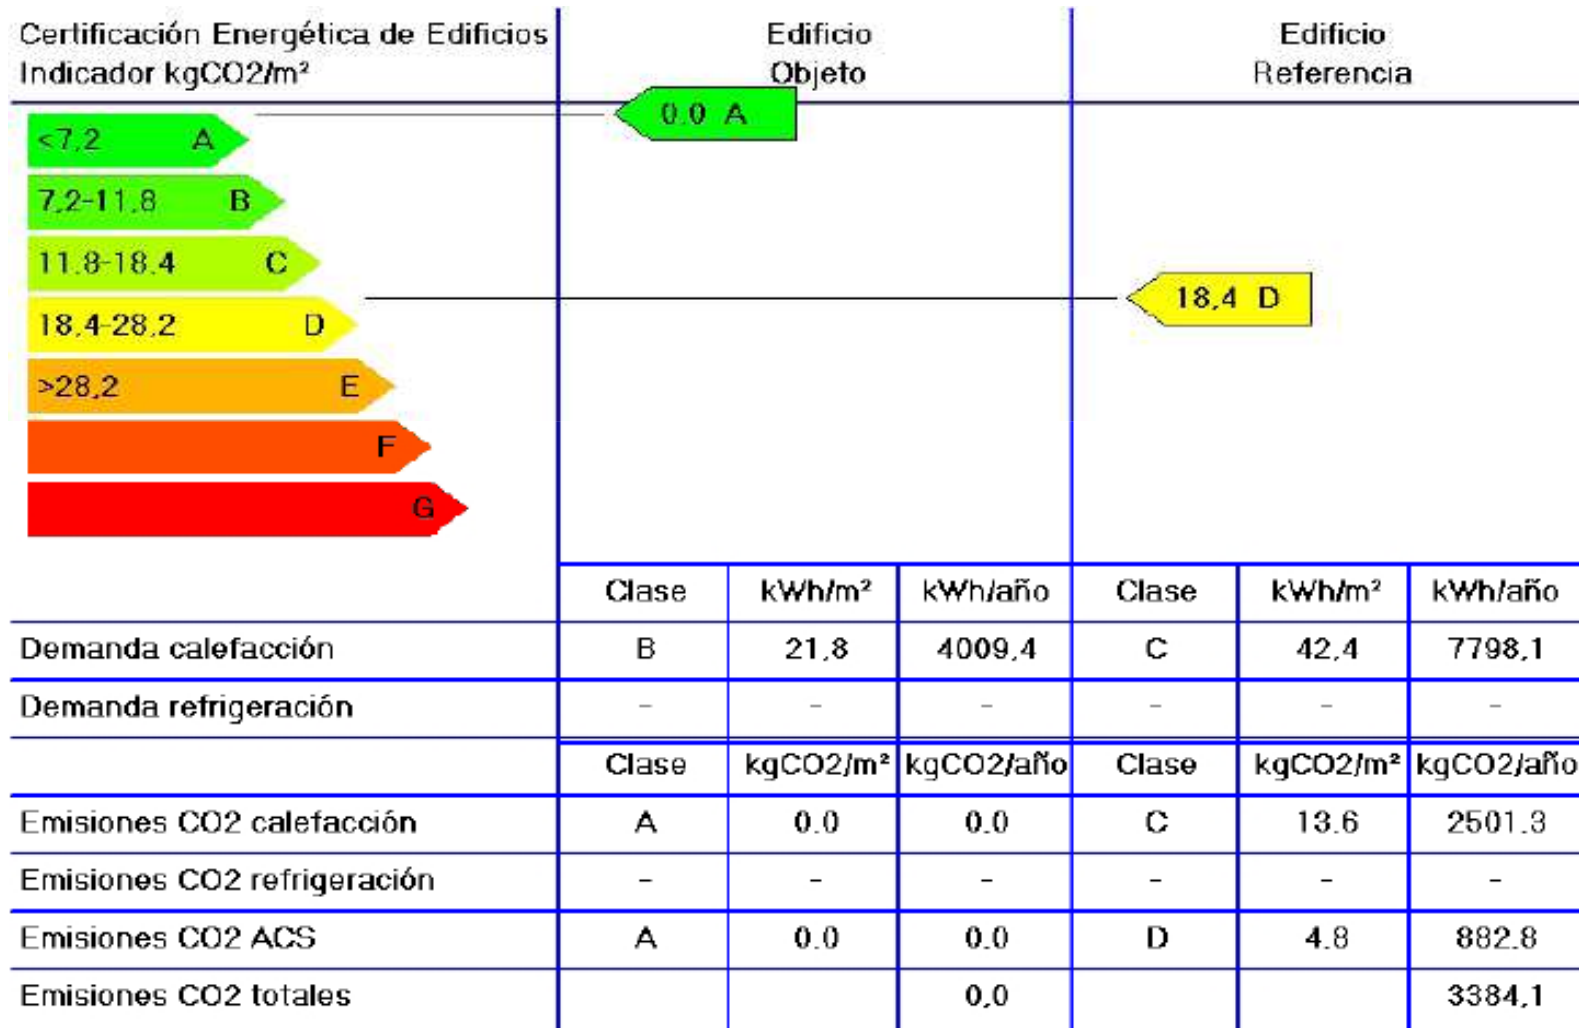 Certificación Energética de Edificios
Indicador kgCO2/m²
Edificio
Objeto
Edificio
Referencia
<7,2 A
0.0 A
7,2-11,8 B
11.8-18.4 C
18,4-28,2 D
18,4 D
>28,2 E
F
G
Clase kWh/m² kWh/año Clase kWh/m² kWh/año
Demanda calefacción B 21,8 4009,4 C 42,4 7798,1
Demanda refrigeración - - - - - -
Clase kgCO2/m² kgCO2/año Clase kgCO2/m² kgCO2/año
Emisiones CO2 calefacción A 0.0 0.0 C 13.6 2501.3
Emisiones CO2 refrigeración - - - - - -
Emisiones CO2 ACS A 0.0 0.0 D 4.8 882.8
Emisiones CO2 totales 0,0 3384,1